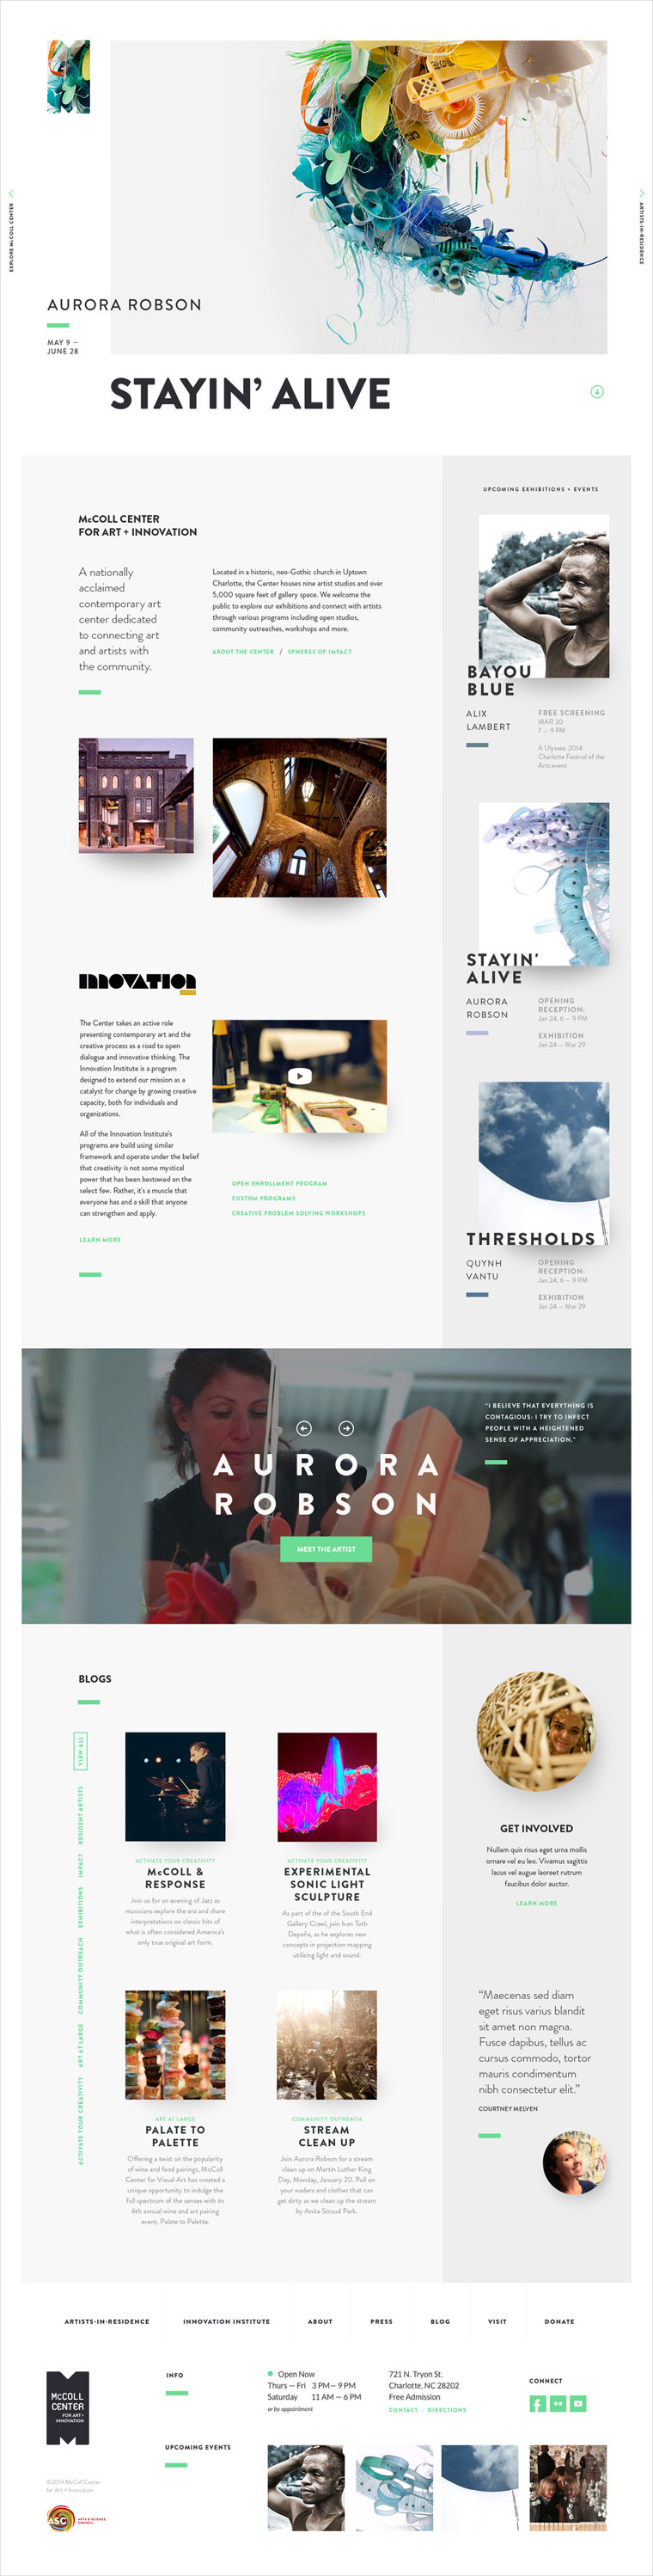 EXPLORE McCOLL CENTER
ARTISTS-IN-RESIDENCE
AURORA ROBSON
MAY 9 –
JUNE 28
STAYIN' ALIVE
McCOLL CENTER
FOR ART + INNOVATION
A nationally
acclaimed
contemporary art
center dedicated
to connecting art
and artists with
the community.
Located in a historic, neo-Gothic church in Uptown
Charlotte, the Center houses nine artist studios and over
5,000 square feet of gallery space. We welcome the
public to explore our exhibitions and connect with artists
through various programs including open studios,
community outreaches, workshops and more.
ABOUT THE CENTER / SPHERES OF IMPACT
INNOVATION
The Center takes an active role
presenting contemporary art and the
creative process as a road to open
dialogue and innovative thinking. The
Innovation Institute is a program
designed to extend our mission as a
catalyst for change by growing creative
capacity, both for individuals and
organizations.
All of the Innovation Institute's
programs are build using similar
framework and operate under the belief
that creativity is not some mystical
power that has been bestowed on the
select few. Rather, it's a muscle that
everyone has and a skill that anyone
can strengthen and apply.
LEARN MORE
OPEN ENROLLMENT PROGRAM
CUSTOM PROGRAMS
CREATIVE PROBLEM SOLVING WORKSHOPS
UPCOMING EXHIBITIONS + EVENTS
BAYOU
BLUE
ALIX
LAMBERT
FREE SCREENING
MAR 20
7 – 9 PM
A Ulysses: 2014
Charlotte Festival of the
Arts event
STAYIN'
ALIVE
AURORA
ROBSON
OPENING
RECEPTION:
Jan 24, 6 – 9 PM
EXHIBITION
Jan 24 – Mar 29
THRESHOLDS
QUYNH
VANTU
OPENING
RECEPTION:
Jan 24, 6 – 9 PM
EXHIBITION
Jan 24 – Mar 29
AURORA
ROBSON
MEET THE ARTIST
"I BELIEVE THAT EVERYTHING IS
CONTAGIOUS: I TRY TO INFECT
PEOPLE WITH A HEIGHTENED
SENSE OF APPRECIATION."
BLOGS
VIEW ALL
RESIDENT ARTISTS
IMPACT
EXHIBITIONS
COMMUNITY OUTREACH
ART AT LARGE
ACTIVATE YOUR CREATIVITY
ACTIVATE YOUR CREATIVITY
McCOLL &
RESPONSE
Join us for an evening of Jazz as
musicians explore the era and share
interpretations on classic hits of
what is often considered America's
only true original art form.
ACTIVATE YOUR CREATIVITY
EXPERIMENTAL
SONIC LIGHT
SCULPTURE
As part of the of the South End
Gallery Crawl, join Ivan Toth
Depeña, as he explores new
concepts in projection mapping
utilizing light and sound.
ART AT LARGE
PALATE TO
PALETTE
Offering a twist on the popularity
of wine and food pairings, McColl
Center for Visual Art has created a
unique opportunity to indulge the
full spectrum of the senses with its
6th annual wine and art pairing
event, Palate to Palette.
COMMUNITY OUTREACH
STREAM
CLEAN UP
Join Aurora Robson for a stream
clean up on Martin Luther King
Day, Monday, January 20. Pull on
your waders and clothes that can
get dirty as we clean up the stream
by Anita Stroud Park.
GET INVOLVED
Nullam quis risus eget urna mollis
ornare vel eu leo. Vivamus sagittis
lacus vel augue laoreet rutrum
faucibus dolor auctor.
LEARN MORE
"Maecenas sed diam
eget risus varius blandit
sit amet non magna.
Fusce dapibus, tellus ac
cursus commodo, tortor
mauris condimentum
nibh consectetur elit."
COURTNEY MELVEN
ARTISTS-IN-RESIDENCE
INNOVATION INSTITUTE
ABOUT
PRESS
BLOG
VISIT
DONATE
McCOLL
CENTER
FOR ART +
INNOVATION
INFO
Open Now
Thurs – Fri 3 PM – 9 PM
Saturday 11 AM – 6 PM
or by appointment
721 N. Tryon St.
Charlotte, NC 28202
Free Admission
CONTACT / DIRECTIONS
CONNECT
UPCOMING EVENTS
©2014 McColl Center
for Art + Innovation
ASC
ARTS & SCIENCE
COUNCIL